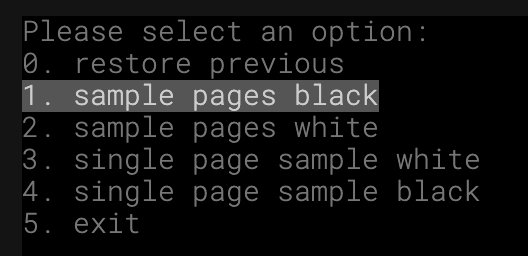 Please select an option:
0. restore previous
1. sample pages black
2. sample pages white
3. single page sample white
4. single page sample black
5. exit